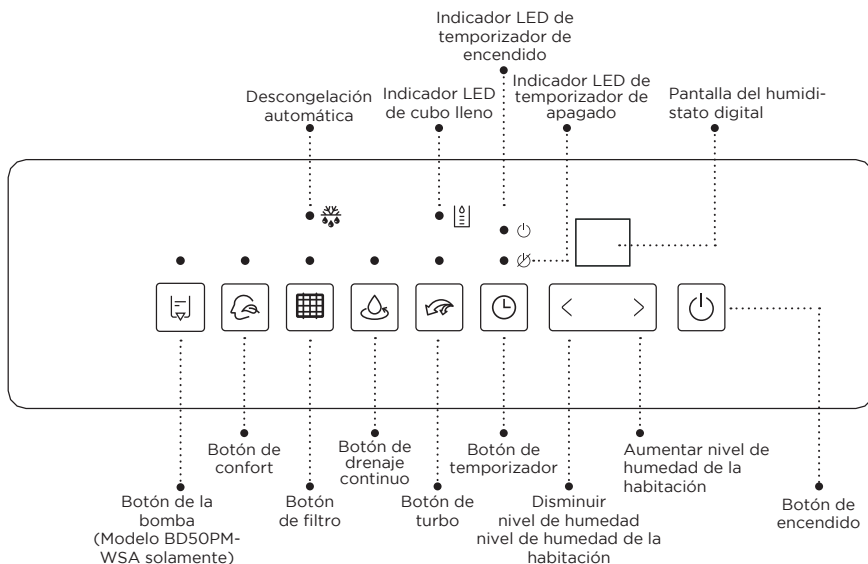 Indicador LED de
temporizador de
encendido
Descongelación
automática
Indicador LED
de cubo lleno
Indicador LED de
temporizador de
apagado
Pantalla del humidi-
stato digital
Botón de la
bomba
(Modelo BD50PM-
WSA solamente)
Botón de
confort
Botón
de filtro
Botón de
drenaje
continuo
Botón de
turbo
Botón de
temporizador
Disminuir
nivel de humedad
nivel de humedad de la
habitación
Aumentar nivel de
humedad de la
habitación
Botón de
encendido